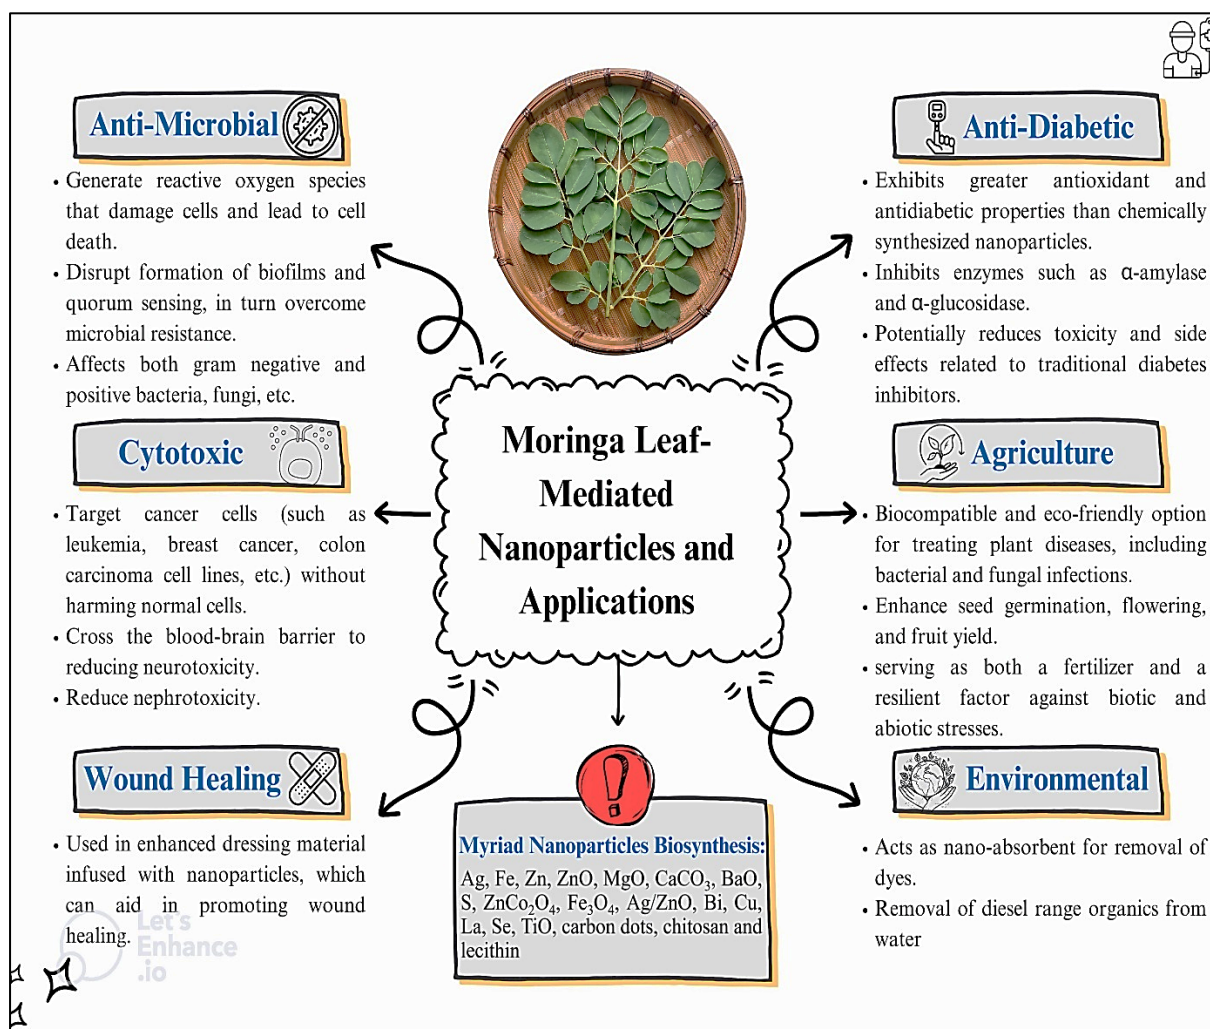 Anti-Microbial
• Generate reactive oxygen species
that damage cells and lead to cell
death.
• Disrupt formation of biofilms and
quorum sensing, in turn overcome
microbial resistance.
• Affects both gram negative and
positive bacteria, fungi, etc.
Cytotoxic
• Target cancer cells (such as
leukemia, breast cancer, colon
carcinoma cell lines, etc.) without
harming normal cells.
• Cross the blood-brain barrier to
reducing neurotoxicity.
• Reduce nephrotoxicity.
Wound Healing
• Used in enhanced dressing material
infused with nanoparticles, which
can aid in promoting wound
healing.
Let's
Enhance
.io
Moringa Leaf-
Mediated
Nanoparticles and
Applications
Myriad Nanoparticles Biosynthesis:
Ag, Fe, Zn, ZnO, MgO, CaCO₃, BaO,
S, ZnCo₂O₄, Fe₃O₄, Ag/ZnO, Bi, Cu,
La, Se, TiO, carbon dots, chitosan and
lecithin
Anti-Diabetic
• Exhibits greater antioxidant and
antidiabetic properties than chemically
synthesized nanoparticles.
• Inhibits enzymes such as α-amylase
and α-glucosidase.
• Potentially reduces toxicity and side
effects related to traditional diabetes
inhibitors.
Agriculture
• Biocompatible and eco-friendly option
for treating plant diseases, including
bacterial and fungal infections.
• Enhance seed germination, flowering,
and fruit yield.
• serving as both a fertilizer and a
resilient factor against biotic and
abiotic stresses.
Environmental
• Acts as nano-absorbent for removal of
dyes.
• Removal of diesel range organics from
water